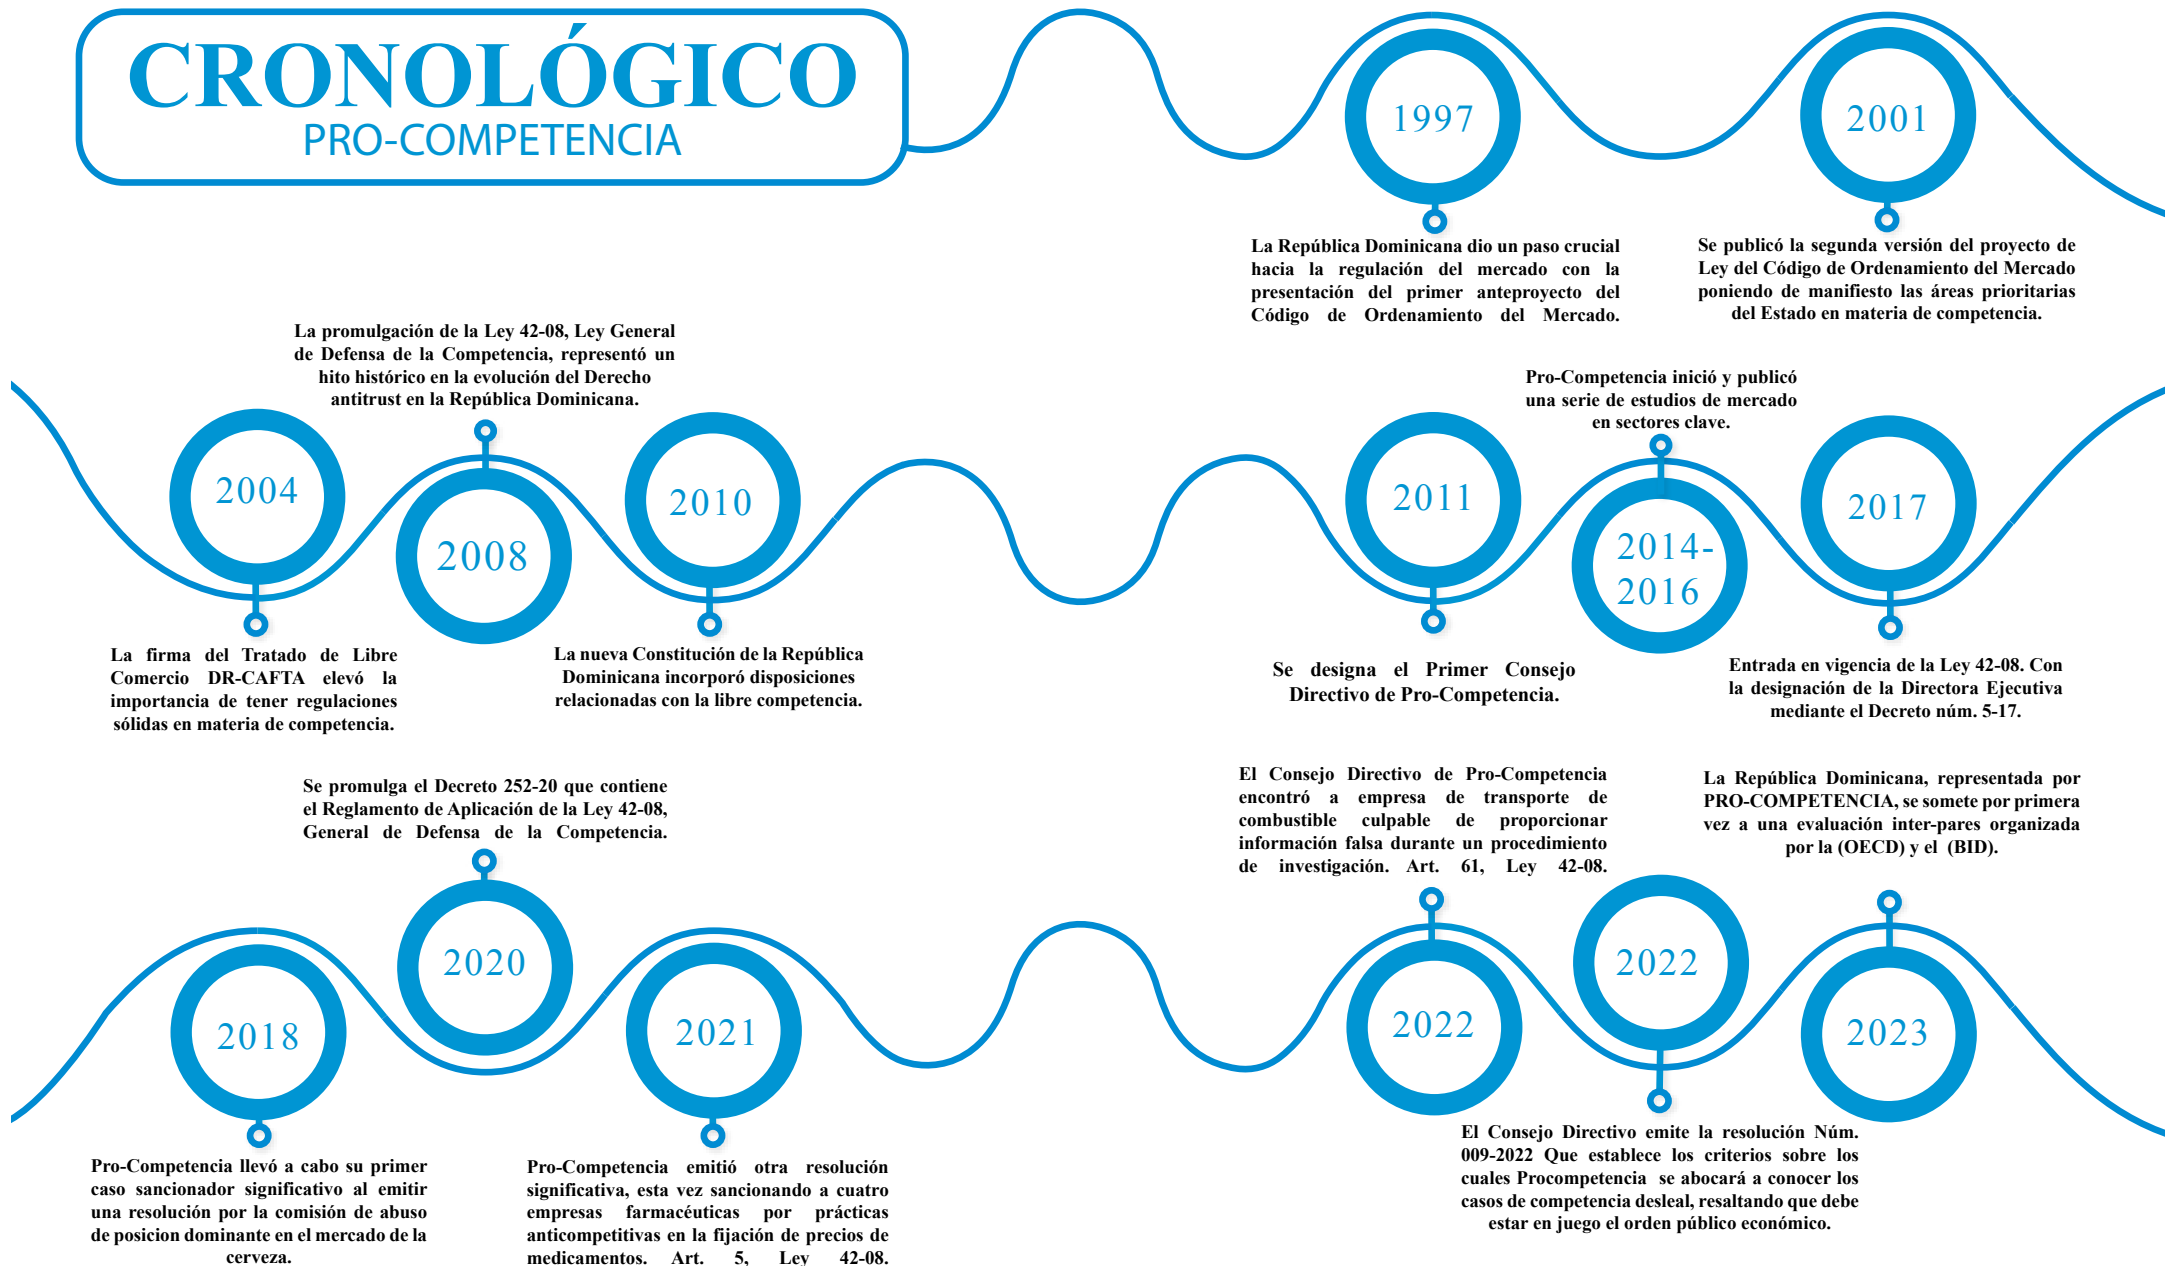 CRONOLÓGICO
PRO-COMPETENCIA
1997
La República Dominicana dio un paso crucial
hacia la regulación del mercado con la
presentación del primer anteproyecto del
Código de Ordenamiento del Mercado.
2001
Se publicó la segunda versión del proyecto de
Ley del Código de Ordenamiento del Mercado
poniendo de manifiesto las áreas prioritarias
del Estado en materia de competencia.
2004
La firma del Tratado de Libre
Comercio DR-CAFTA elevó la
importancia de tener regulaciones
sólidas en materia de competencia.
La promulgación de la Ley 42-08, Ley General
de Defensa de la Competencia, representó un
hito histórico en la evolución del Derecho
antitrust en la República Dominicana.
2008
2010
La nueva Constitución de la República
Dominicana incorporó disposiciones
relacionadas con la libre competencia.
2011
Se designa el Primer Consejo
Directivo de Pro-Competencia.
Pro-Competencia inició y publicó
una serie de estudios de mercado
en sectores clave.
2014-
2016
2017
Entrada en vigencia de la Ley 42-08. Con
la designación de la Directora Ejecutiva
mediante el Decreto núm. 5-17.
2018
Pro-Competencia llevó a cabo su primer
caso sancionador significativo al emitir
una resolución por la comisión de abuso
de posicion dominante en el mercado de la
cerveza.
Se promulga el Decreto 252-20 que contiene
el Reglamento de Aplicación de la Ley 42-08,
General de Defensa de la Competencia.
2020
2021
Pro-Competencia emitió otra resolución
significativa, esta vez sancionando a cuatro
empresas farmacéuticas por prácticas
anticompetitivas en la fijación de precios de
medicamentos. Art. 5, Ley 42-08.
El Consejo Directivo de Pro-Competencia
encontró a empresa de transporte de
combustible culpable de proporcionar
información falsa durante un procedimiento
de investigación. Art. 61, Ley 42-08.
2022
2022
El Consejo Directivo emite la resolución Núm.
009-2022 Que establece los criterios sobre los
cuales Procompetencia se abocará a conocer los
casos de competencia desleal, resaltando que debe
estar en juego el orden público económico.
La República Dominicana, representada por
PRO-COMPETENCIA, se somete por primera
vez a una evaluación inter-pares organizada
por la (OECD) y el (BID).
2023